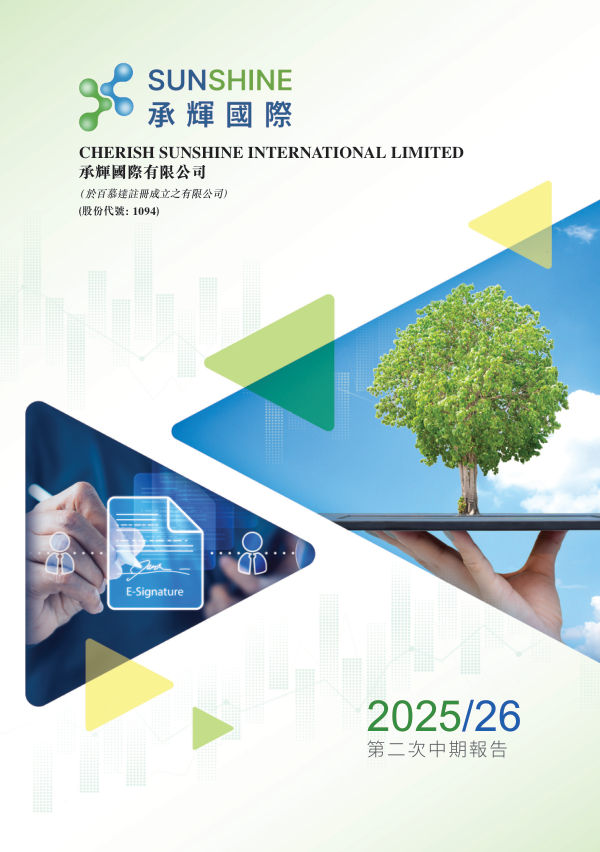 SUNSHINE
承輝國際
CHERISH SUNSHINE INTERNATIONAL LIMITED
承輝國際有限公司
(於百慕達註冊成立之有限公司)
(股份代號: 1094)
E-Signature
2025/26
第二次中期報告